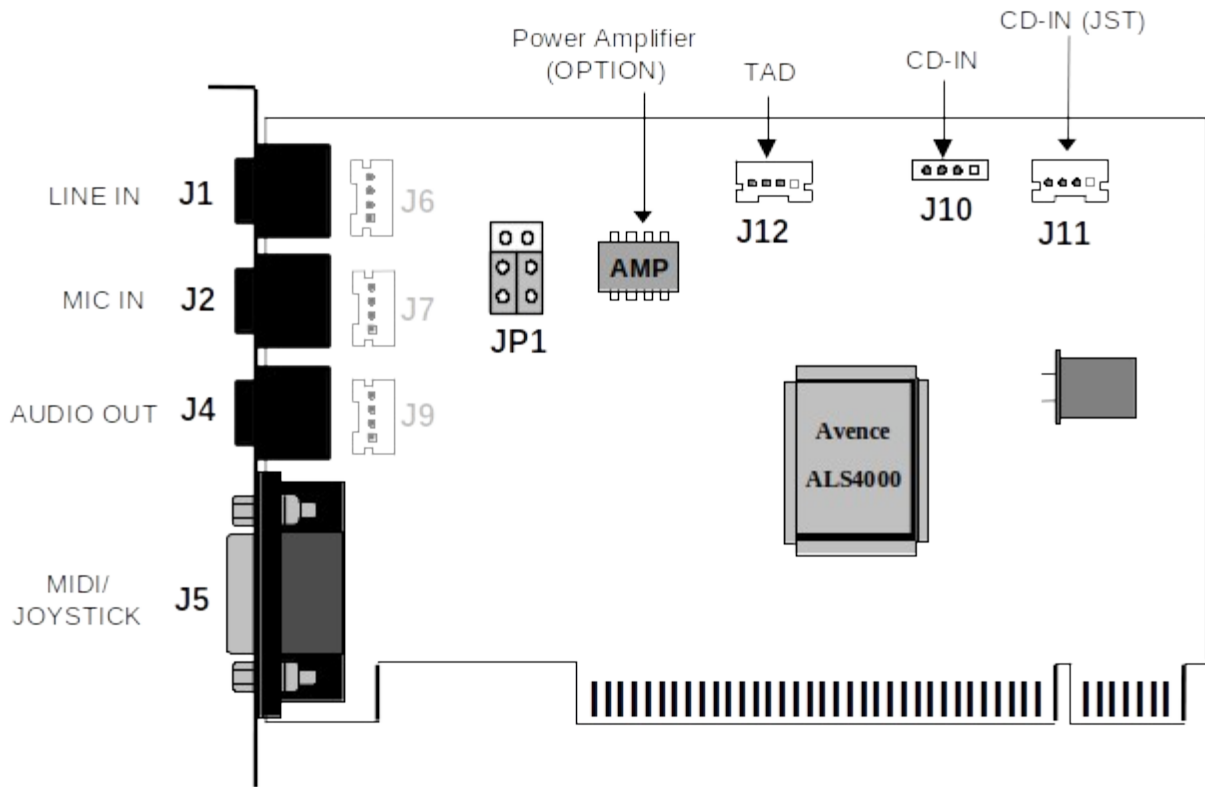 CD-IN (JST)
Power Amplifier
(OPTION)
TAD
CD-IN
LINE IN
J1
J6
J12
J10
J11
AMP
MIC IN
J2
J7
JP1
AUDIO OUT
J4
J9
Avence
ALS4000
MIDI/
JOYSTICK
J5